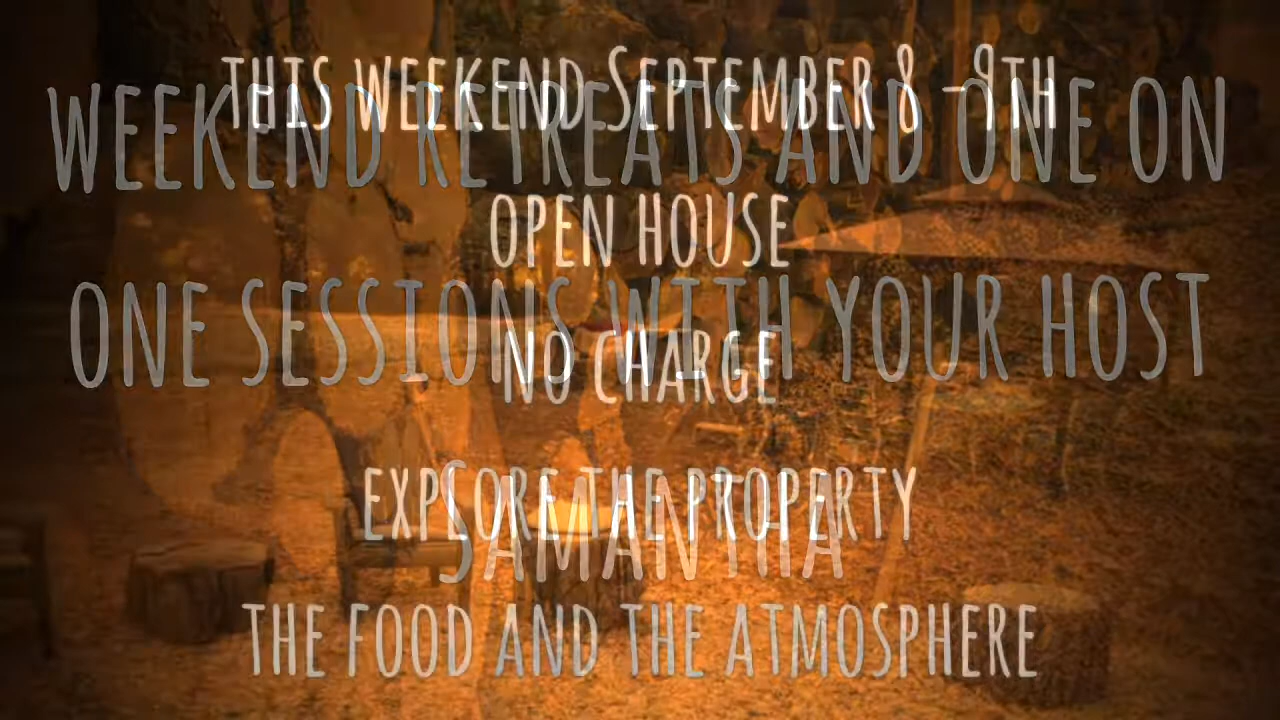 THIS WEEKEND SEPTEMBER 8 - 9TH
WEEKEND RETREATS AND ONE ON
OPEN HOUSE
ONE SESSIONS WITH YOUR HOST
NO CHARGE
EXPLORE THE PROPERTY
SAMANTHA
THE FOOD AND THE ATMOSPHERE